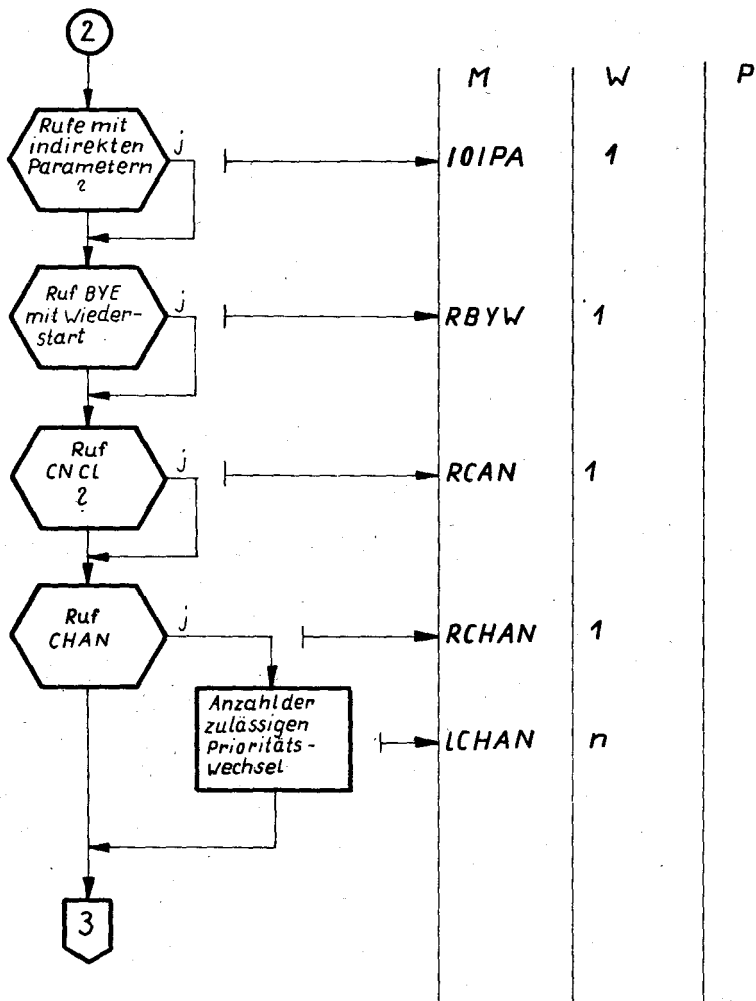 2
M W P
Rufe mit
indirekten
Parametern
?
j
IOIPA 1
Ruf BYE
mit Wieder-
start
j
RBYW 1
Ruf
CNCL
?
j
RCAN 1
Ruf
CHAN
j
RCHAN 1
Anzahl der
zulässigen
Prioritäts-
wechsel
LCHAN n
3